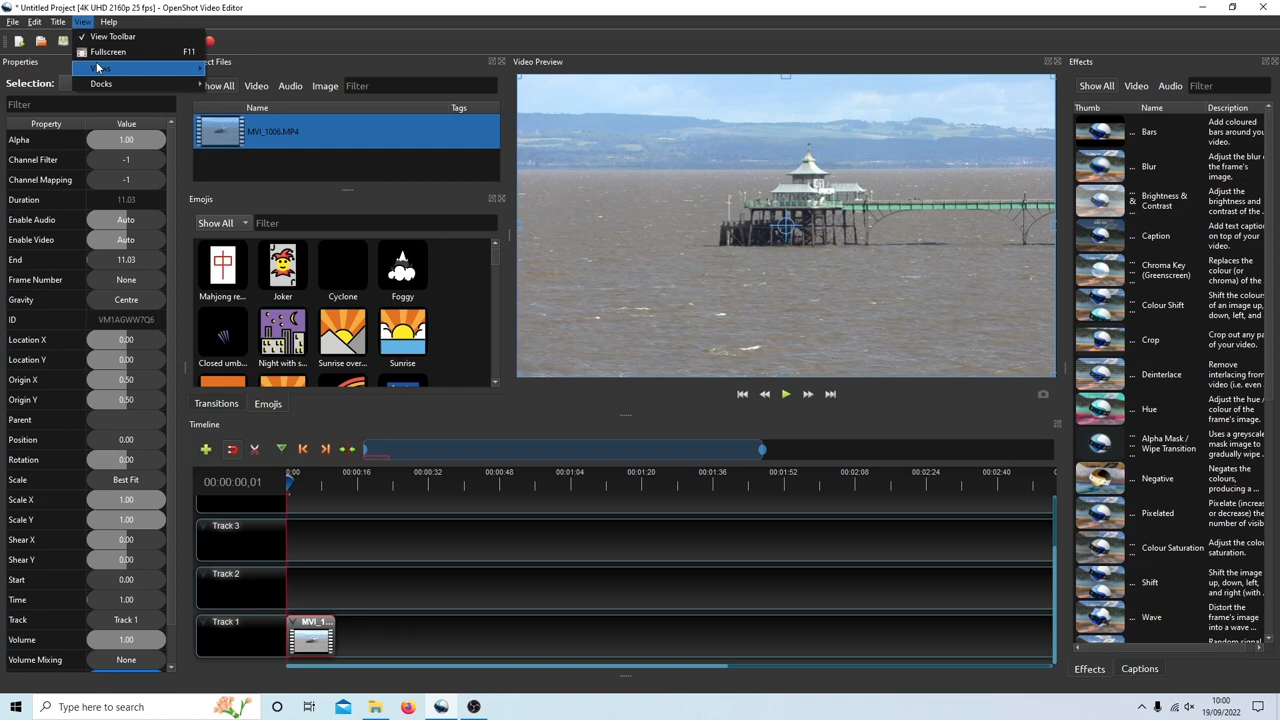 * Untitled Project [4K UHD 2160p 25 fps] - OpenShot Video Editor
File Edit Title View Help
View Toolbar
Fullscreen F11
Docks
Properties
Selection:
Filter
Property Value
Alpha 1.00
Channel Filter -1
Channel Mapping -1
Duration 11.03
Enable Audio Auto
Enable Video Auto
End 11.03
Frame Number None
Gravity Centre
ID VM1AGWW7Q6
Location X 0.00
Location Y 0.00
Origin X 0.50
Origin Y 0.50
Parent
Position 0.00
Rotation 0.00
Scale Best Fit
Scale X 1.00
Scale Y 1.00
Shear X 0.00
Shear Y 0.00
Start 0.00
Time 1.00
Track Track 1
Volume 1.00
Volume Mixing None
ect Files
how All Video Audio Image Filter
Name Tags
MVI_1006.MP4
Emojis
Show All Filter
Mahjong re... Joker Cyclone Foggy
Closed umb... Night with s... Sunrise over... Sunrise
Transitions Emojis
Video Preview
Timeline
00:00:00,01
0:00 00:00:16 00:00:32 00:00:48 00:01:04 00:01:20 00:01:36 00:01:52 00:02:08 00:02:24 00:02:40
Track 3
Track 2
Track 1 MVI_1...
Effects
Show All Video Audio Filter
Thumb Name Description
... Bars Add coloured bars around you video.
... Blur Adjust the blur of the frame's image.
& Brightness & Contrast Adjust the brightness and contrast of the...
... Caption Add text caption on top of your video.
... Chroma Key (Greenscreen) Replaces the colour (or chroma) of the...
... Colour Shift Shift the colours of an image up, down, left, and...
... Crop Crop out any pa of your video.
... Deinterlace Remove interlacing from video (i.e. even
... Hue Adjust the hue / colour of the frame's image.
... Alpha Mask / Wipe Transition Uses a greyscale mask image to gradually wipe ...
... Negative Negates the colours, producing a ...
... Pixelated Pixelate (increas or decrease) the number of visib
... Colour Saturation Adjust the colou saturation.
... Shift Shift the image up, down, left, and right (with ...
... Wave Distort the frame's image into a wave ...
Effects Captions
Type here to search
10:00
19/09/2022